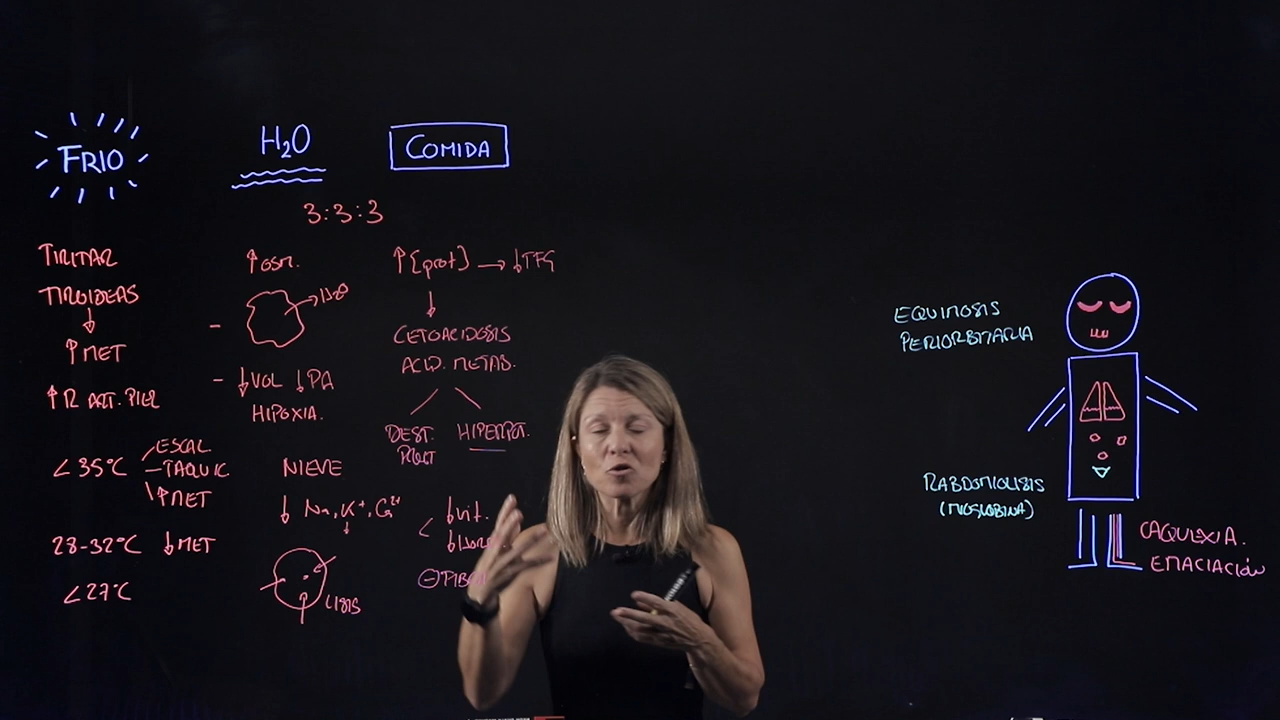 FRIO
H₂O
COMIDA
3:3:3
TIRITAR
TIROIDEAS
↓
↑MET
↑R ART. PIEL
<35°C
ESCAL
TAQUIC
↑MET
28-32°C ↓MET
<27°C
↑OSM.
→H₂O
- ↓VOL ↓PA
HIPOXIA.
NIEVE
↓ Na, K⁺, Ca²⁺
LISIS
↑[prot] → ↓TFG
↓
CETOACIDOSIS
ACID. METAB.
DEST.
HIPERPOT.
< ↓vit.
EQUIMOSIS
PERIORBITARIA
RABDOMIOLISIS
(MIOGLOBINA)
CAQUEXIA.
EMACIACIÓN